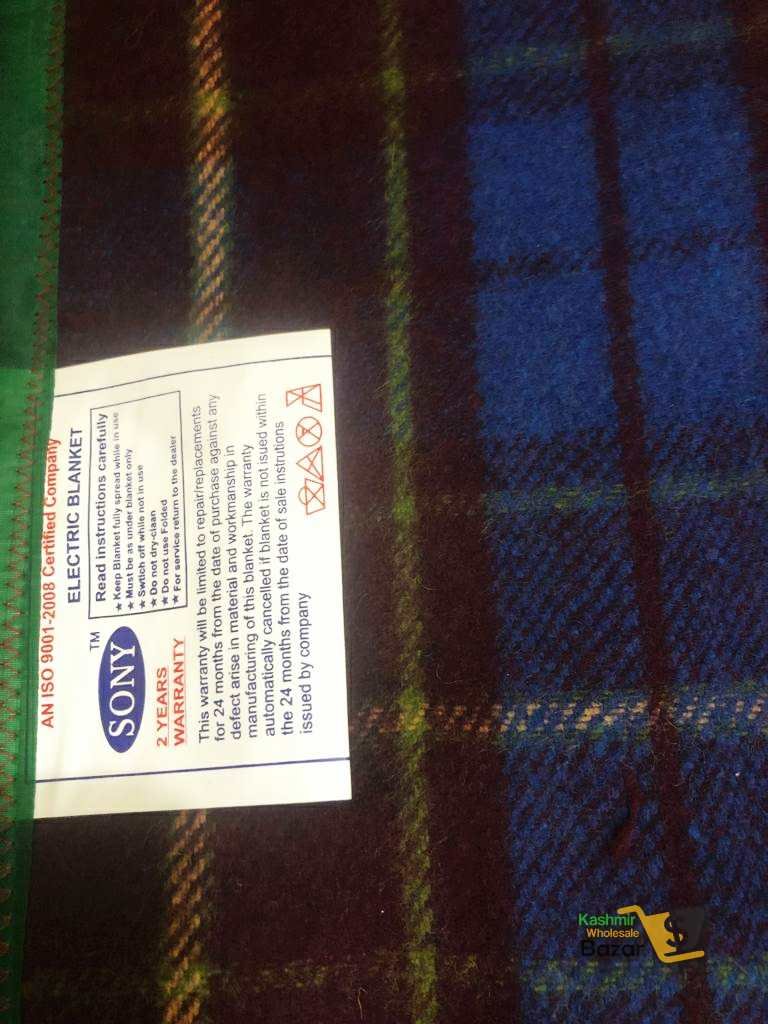 AN ISO 9001-2008 Certified Company
ELECTRIC BLANKET
SONY TM
2 YEARS
WARRANTY
Read instructions carefully
★ Keep Blanket fully spread while in use
★ Must be as under blanket only
★ Swtich off while not in use
★ Do not dry-claan
★ Do not use Folded
★ For service return to the dealer
This warranty will be limited to repair/replacements
for 24 months from the date of purchase against any
defect arise in material and workmanship in
manufacturing of this blanket. The warranty
automatically cancelled if blanket is not isued within
the 24 months from the date of sale instrutions
issued by company
Kashmir
Wholesale
Bazar